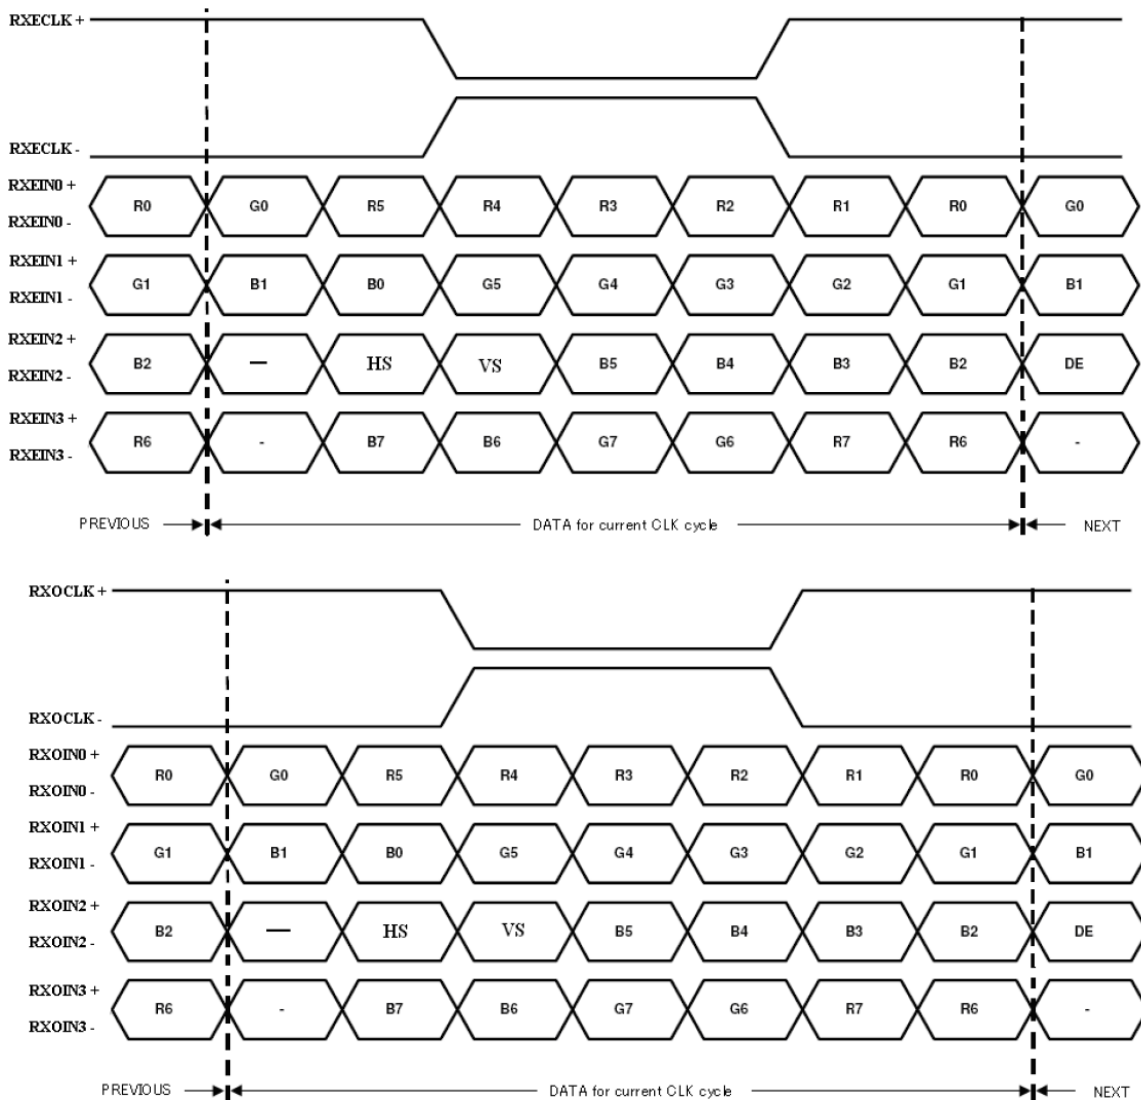 RXECLK +
RXECLK -
RXEIN0 +
R0 G0 R5 R4 R3 R2 R1 R0 G0
RXEIN0 -
RXEIN1 +
G1 B1 B0 G5 G4 G3 G2 G1 B1
RXEIN1 -
RXEIN2 +
B2 — HS VS B5 B4 B3 B2 DE
RXEIN2 -
RXEIN3 +
R6 - B7 B6 G7 G6 R7 R6 -
RXEIN3 -
PREVIOUS DATA for current CLK cycle NEXT
RXOCLK +
RXOCLK -
RXOIN0 +
R0 G0 R5 R4 R3 R2 R1 R0 G0
RXOIN0 -
RXOIN1 +
G1 B1 B0 G5 G4 G3 G2 G1 B1
RXOIN1 -
RXOIN2 +
B2 — HS VS B5 B4 B3 B2 DE
RXOIN2 -
RXOIN3 +
R6 - B7 B6 G7 G6 R7 R6 -
RXOIN3 -
PREVIOUS DATA for current CLK cycle NEXT